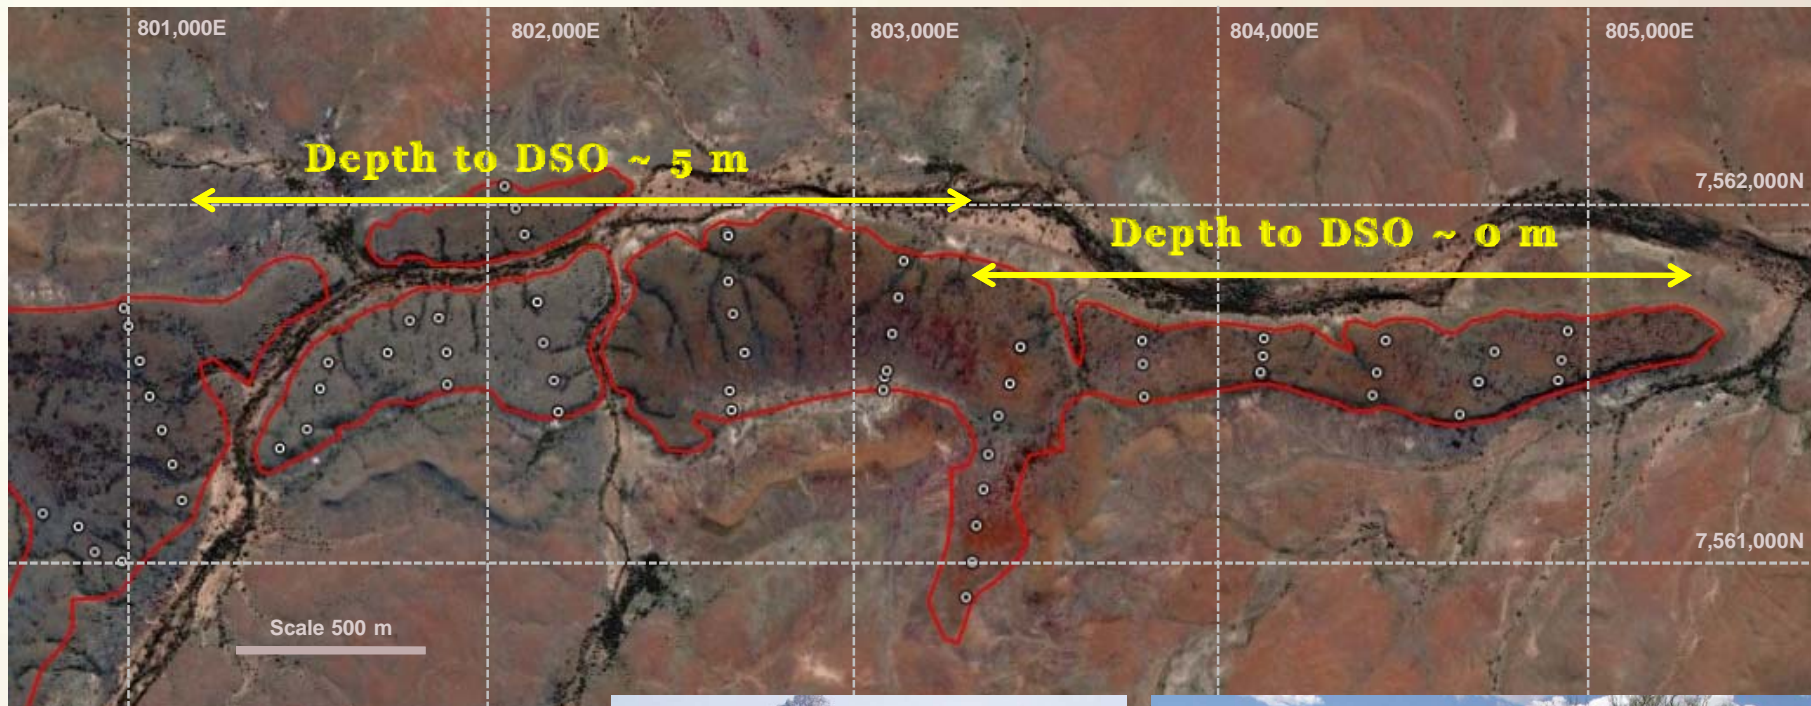 801,000E
802,000E
803,000E
804,000E
805,000E
Depth to DSO ~ 5 m
7,562,000N
Depth to DSO ~ 0 m
7,561,000N
Scale 500 m